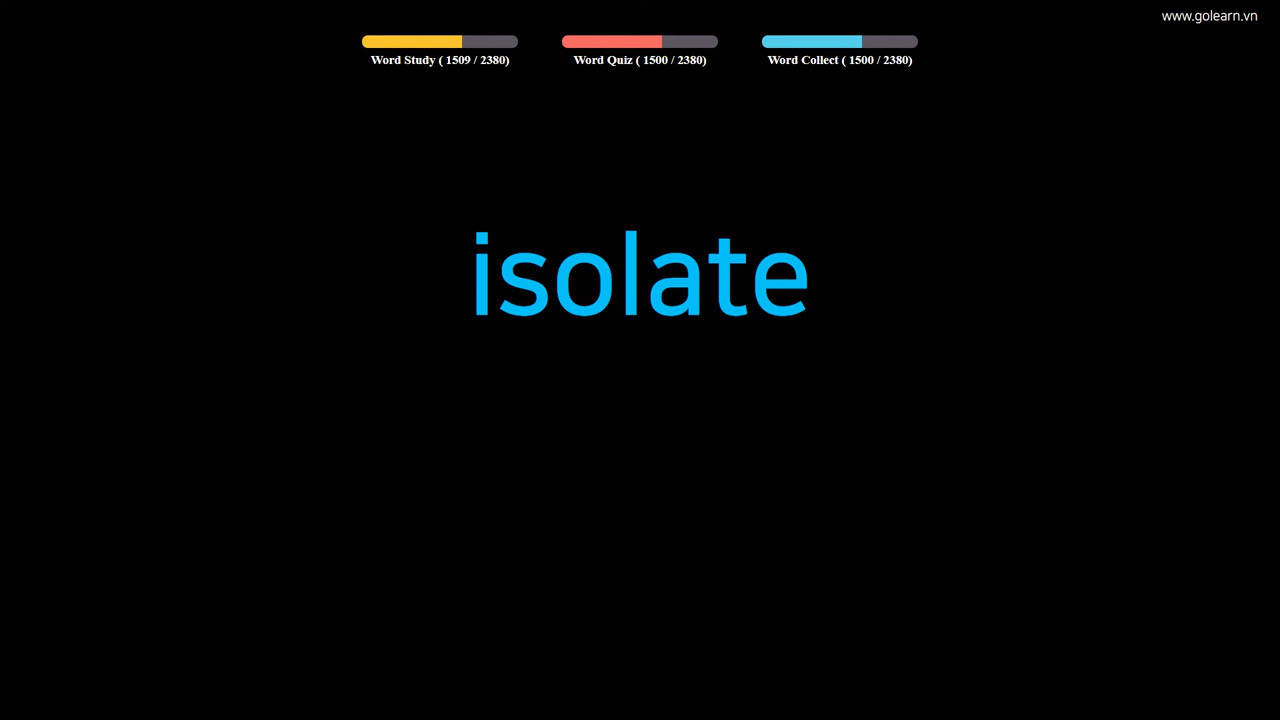 www.golearn.vn
Word Study ( 1509 / 2380)
Word Quiz ( 1500 / 2380)
Word Collect ( 1500 / 2380)
isolate